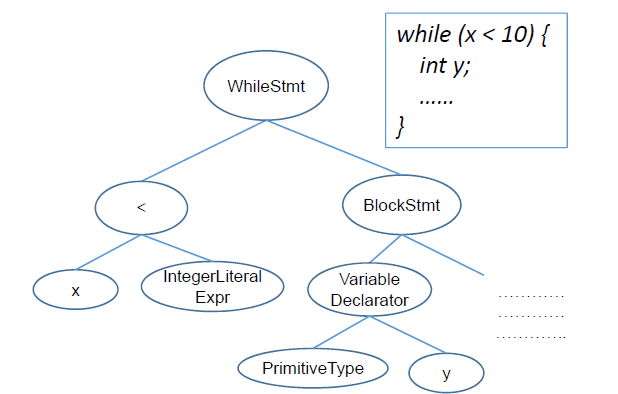 while (x < 10) {
int y;
......
}
WhileStmt
<
BlockStmt
x
IntegerLiteral
Expr
Variable
Declarator
............
............
.............
PrimitiveType
y